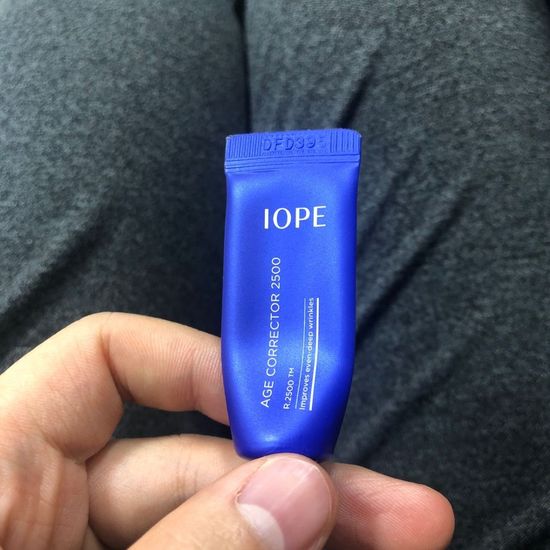 IOPE
AGE CORRECTOR 2500
R.2500 TM
Improves even deep wrinkles